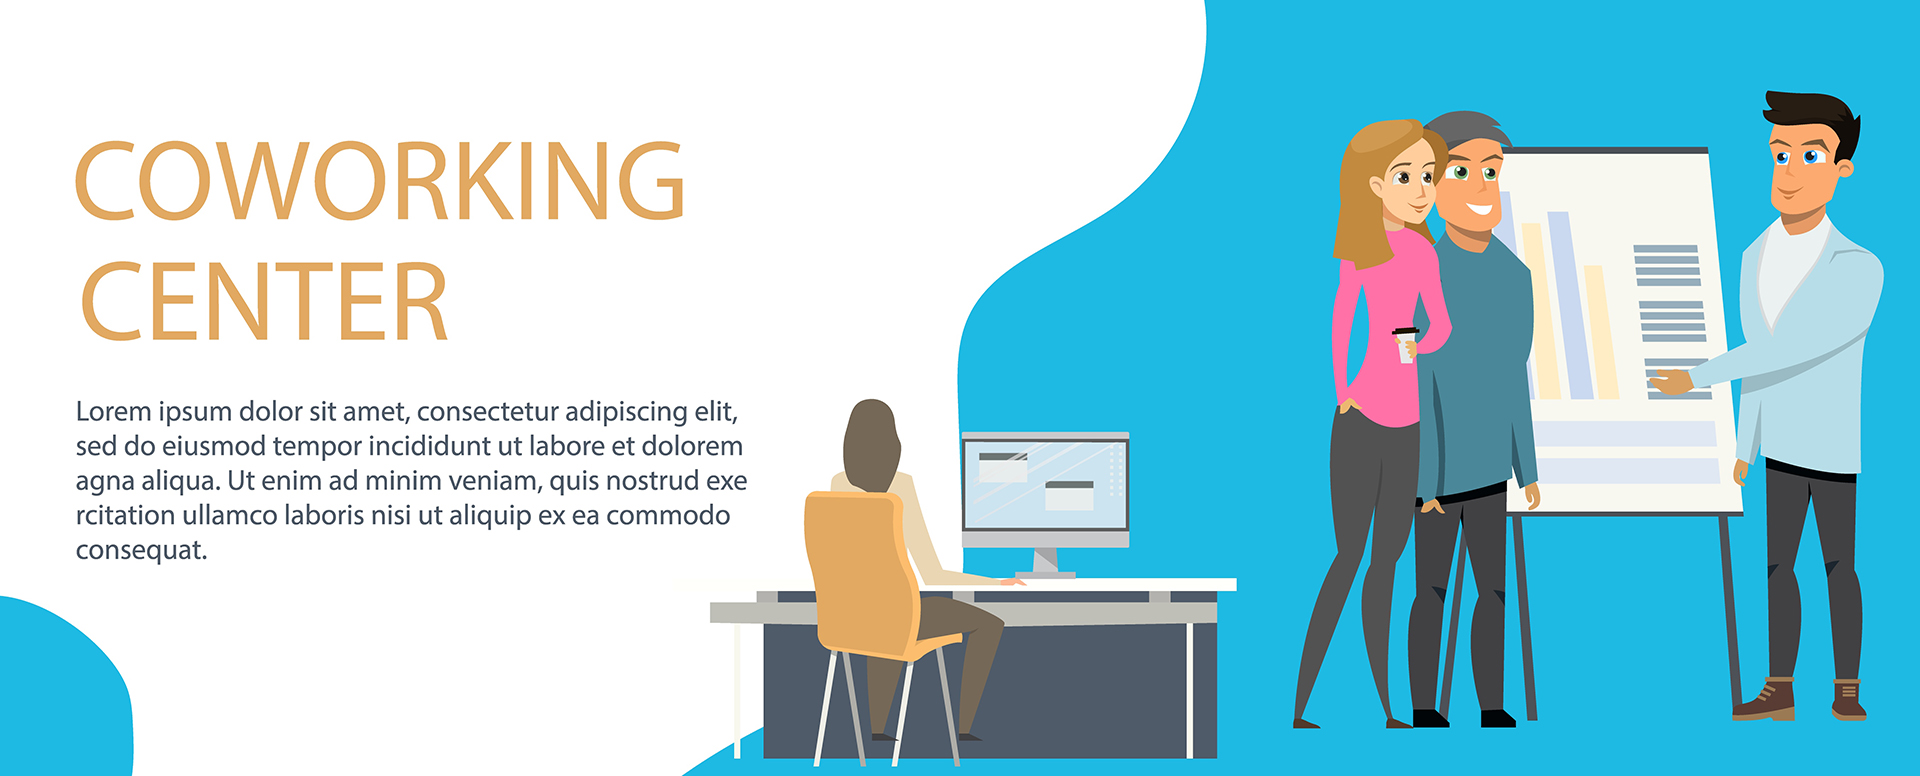 COWORKING
CENTER
Lorem ipsum dolor sit amet, consectetur adipiscing elit,
sed do eiusmod tempor incididunt ut labore et dolorem
agna aliqua. Ut enim ad minim veniam, quis nostrud exe
rcitation ullamco laboris nisi ut aliquip ex ea commodo
consequat.